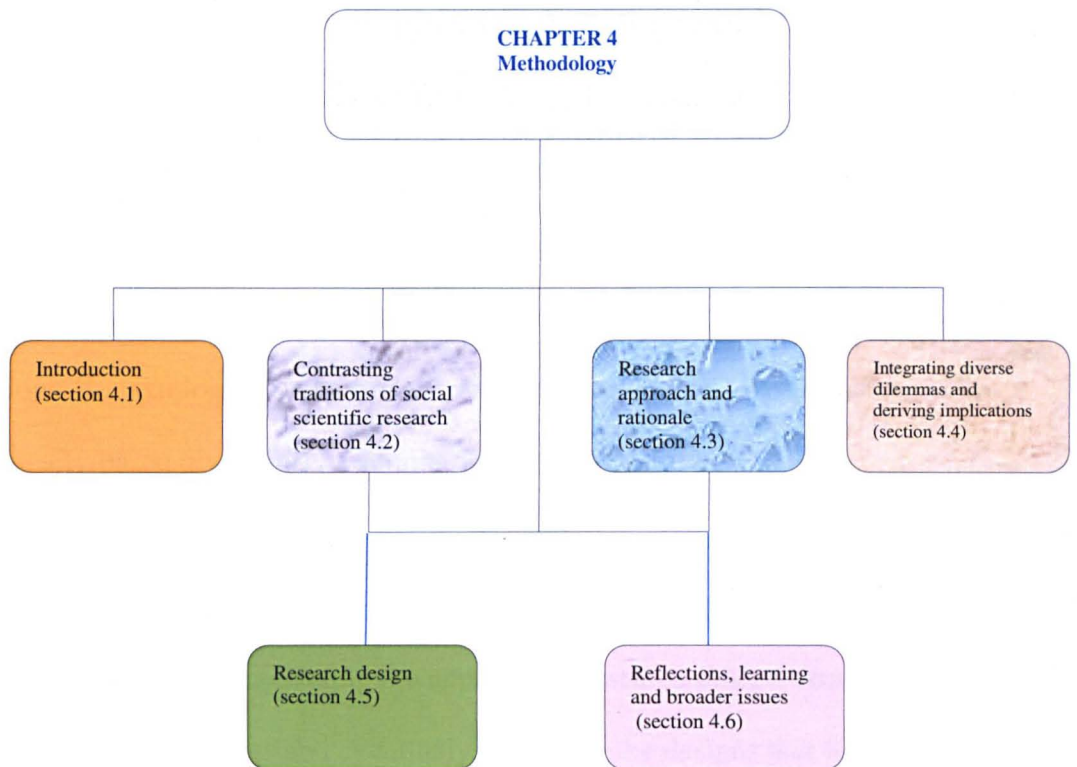 CHAPTER 4
Methodology
Introduction
(section 4.1)
Contrasting
traditions of social
scientific research
(section 4.2)
Research
approach and
rationale
(section 4.3)
Integrating diverse
dilemmas and
deriving implications
(section 4.4)
Research design
(section 4.5)
Reflections, learning
and broader issues
(section 4.6)